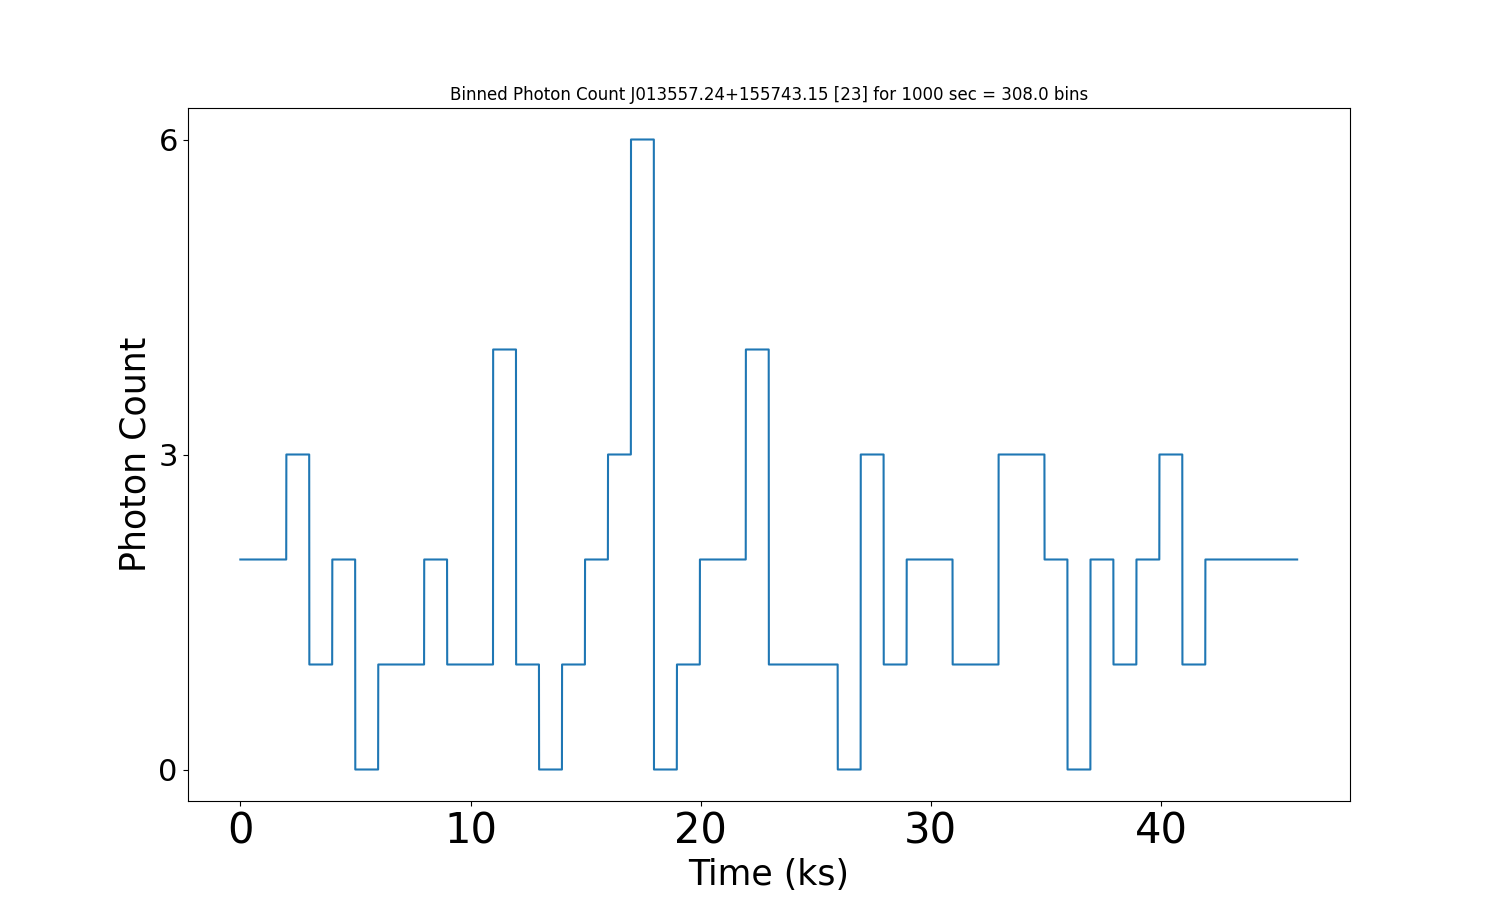 Binned Photon Count J013557.24+155743.15 [23] for 1000 sec = 308.0 bins
6
3
0
Photon Count
0 10 20 30 40
Time (ks)